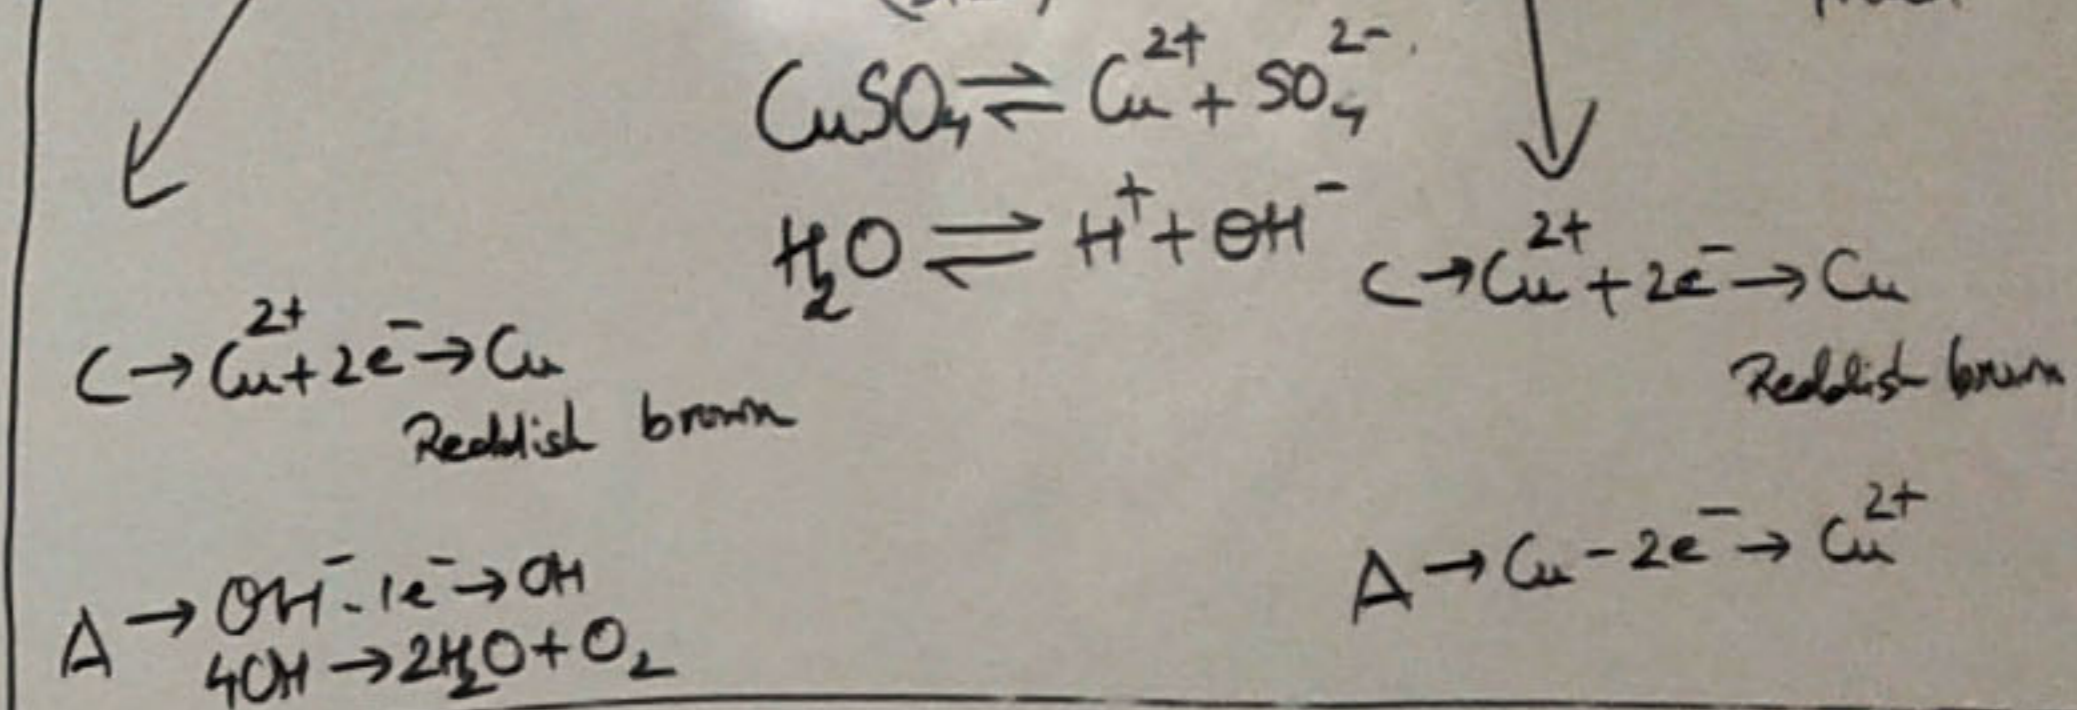 CuSO₄ ⇌ Cu²⁺ + SO₄²⁻
H₂O ⇌ H⁺ + OH⁻
C → Cu²⁺ + 2e⁻ → Cu
Reddish brown
A → OH⁻ - 1e⁻ → OH
4OH → 2H₂O + O₂
C → Cu²⁺ + 2e⁻ → Cu
Reddish brown
A → Cu - 2e⁻ → Cu²⁺